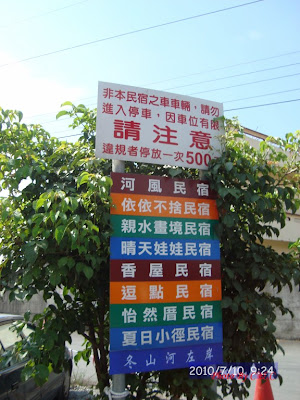 非本民宿之車車輛，請勿
進入停車，因車位有限
請注意
違規者停放一次500
河風民宿
依依不捨民宿
親水畫境民宿
晴天娃娃民宿
香屋民宿
逗點民宿
怡然厝民宿
夏日小徑民宿
冬山河左岸
2010/7/10 9:24